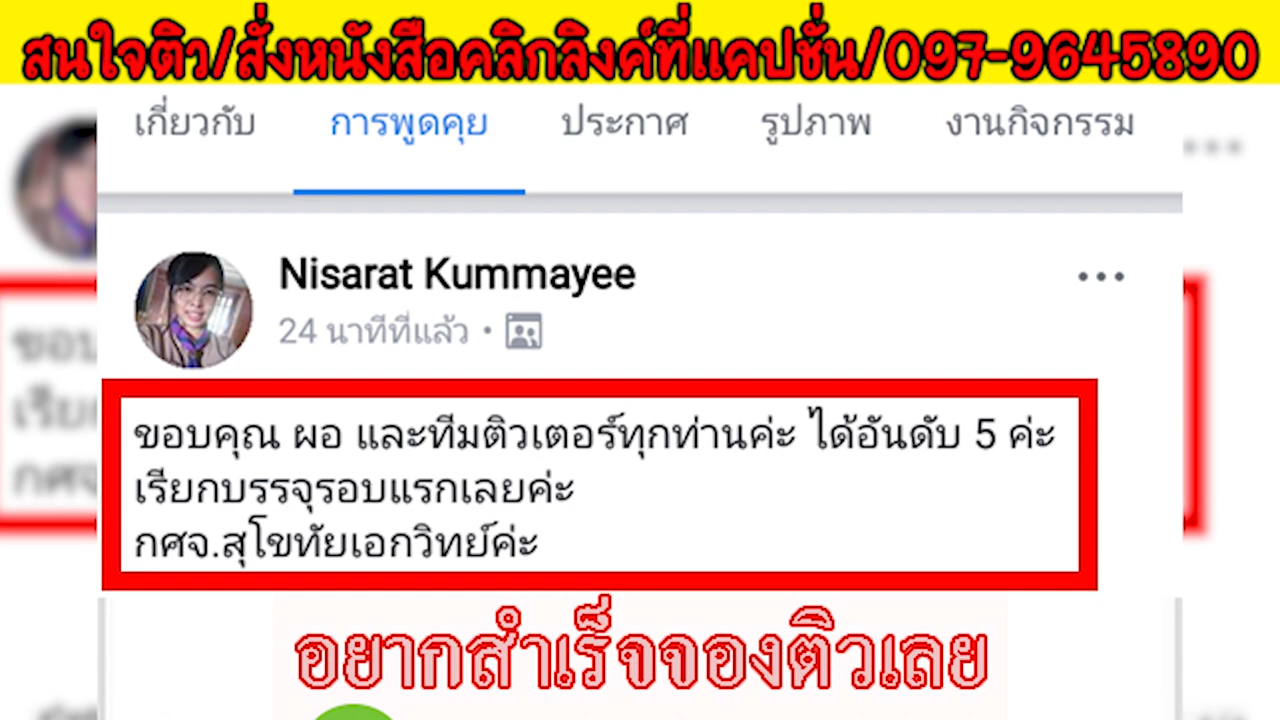 สนใจติว/สั่งหนังสือคลิกลิงค์ที่แคปชั่น/097-9645890
เกี่ยวกับ การพูดคุย ประกาศ รูปภาพ งานกิจกรรม
Nisarat Kummayee
24 นาทีที่แล้ว
ขอบคุณ ผอ และทีมติวเตอร์ทุกท่านค่ะ ได้อันดับ 5 ค่ะ
เรียกบรรจุรอบแรกเลยค่ะ
กศจ.สุโขทัยเอกวิทย์ค่ะ
อยากสำเร็จจองติวเลย